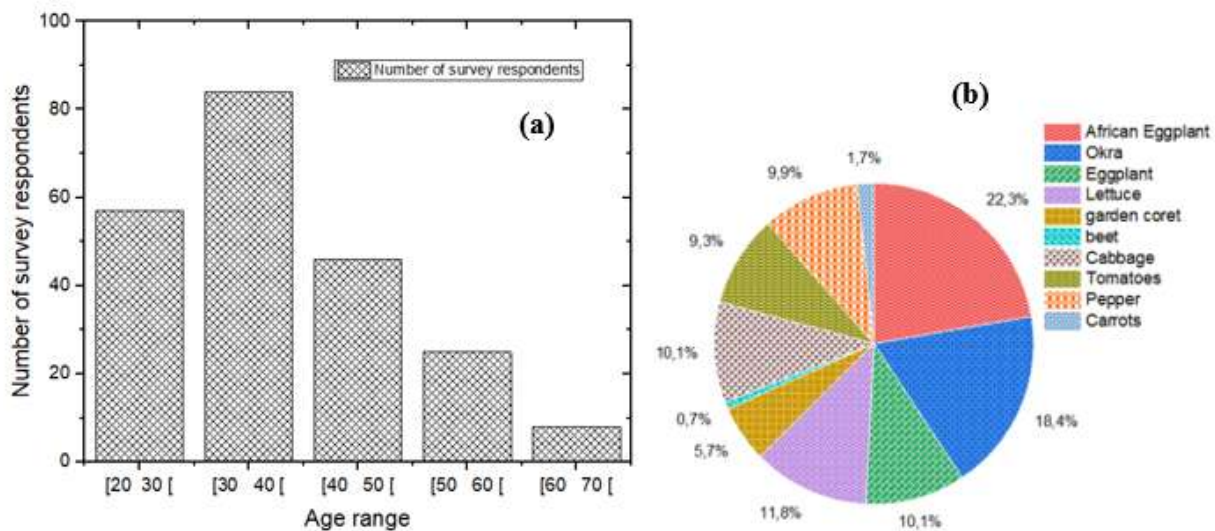 100
80
60
40
20
0
Number of survey respondents
Number of survey respondents
(a)
[20 30 [
[30 40 [
[40 50 [
[50 60 [
[60 70 [
Age range
(b)
African Eggplant
Okra
Eggplant
Lettuce
garden coret
beet
Cabbage
Tomatoes
Pepper
Carrots
1,7%
9,9%
22,3%
9,3%
10,1%
0,7%
5,7%
18,4%
11,8%
10,1%